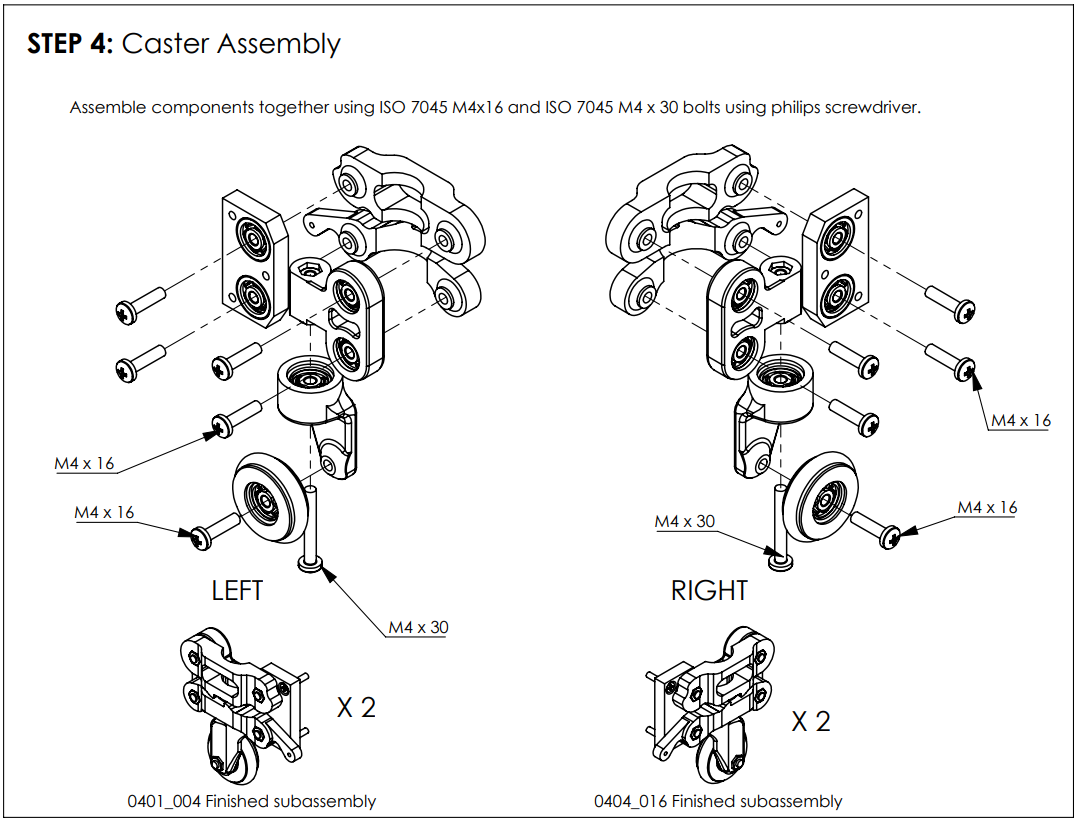 STEP 4: Caster Assembly
Assemble components together using ISO 7045 M4x16 and ISO 7045 M4 x 30 bolts using philips screwdriver.
M4 x 16
M4 x 16
M4 x 30
LEFT
X 2
0401_004 Finished subassembly
M4 x 16
M4 x 16
M4 x 30
RIGHT
X 2
0404_016 Finished subassembly